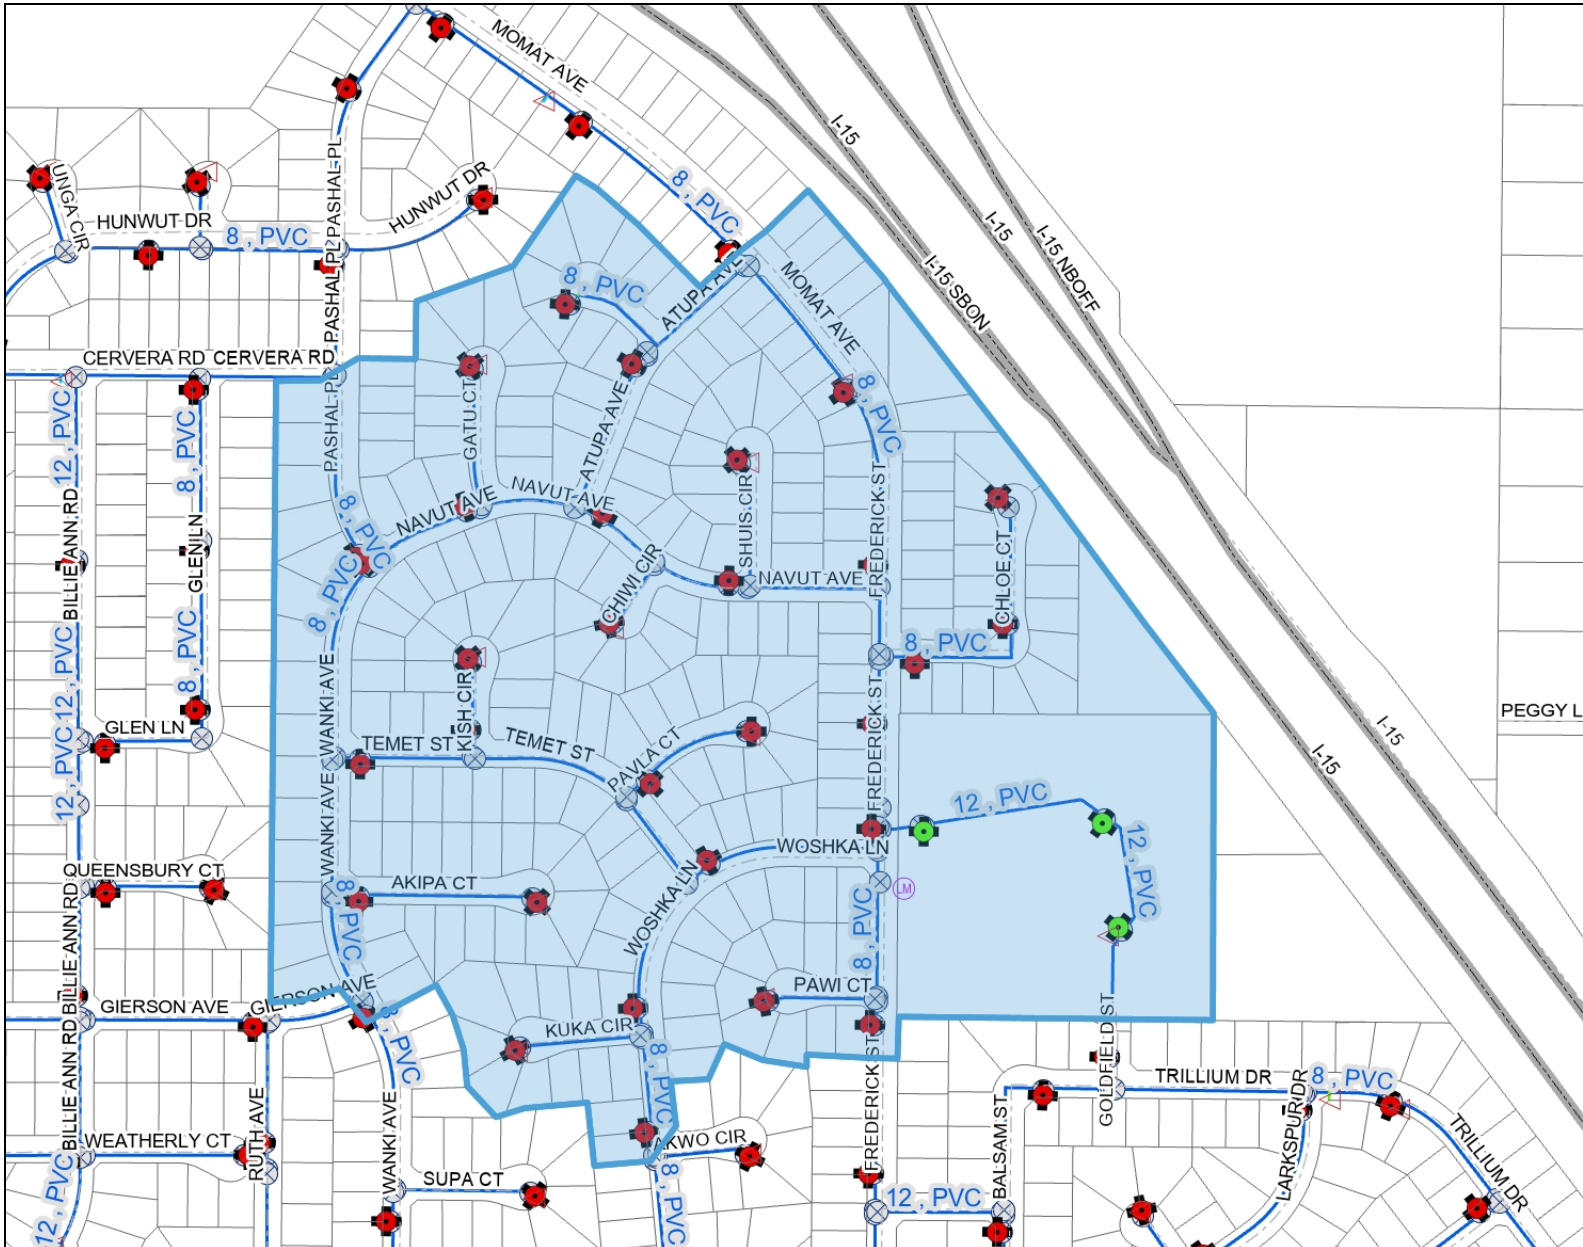 MOMAT AVE
I-15
8 , PVC
PASHAL PL
HUNWUT DR
UNGA CIR
HUNWUT DR
8 , PVC
PASHAL PL
I-15
I-15 NBOFF
I-15 SBON
8 , PVC
ATUPA AVE
MOMAT AVE
PASHAL PL
CERVERA RD
CERVERA RD
PASHAL PL
GATU CT
ATUPA AVE
8 , PVC
12 , PVC
8 , PVC
NAVUT AVE
NAVUT AVE
SHUIS CIR
FREDERICK ST
8 , PVC
BILLIE ANN RD
GLENI LN
CHIWI CIR
NAVUT AVE
CHLOE CT
8 , PVC
8 , PVC
12 , PVC
8 , PVC
WANKI AVE
KISH CIR
FREDERICK ST
PEGGY L
GLEN LN
TEMET ST
TEMET ST
PAVLA CT
I-15
I-15
12 , PVC
WANKI AVE
FREDERICK ST
12 , PVC
12 , PVC
WOSHKA LN
QUEENSBURY CT
AKIPA CT
8 , PVC
WOSHKA LN
LM
8 , PVC
BILLIE ANN RD
PAWI CT
GIERSON AVE
GIERSON AVE
8 , PVC
KUKA CIR
8 , PVC
GOLDFIELD ST
BILLIE ANN RD
FREDERICK ST
TRILLIUM DR
8 , PVC
RUTH AVE
WANKI AVE
WEATHERLY CT
AKWO CIR
BALSAM ST
LARKSPUR DR
TRILLIUM DR
SUPA CT
12 , PVC
8 , PVC
12 , PVC